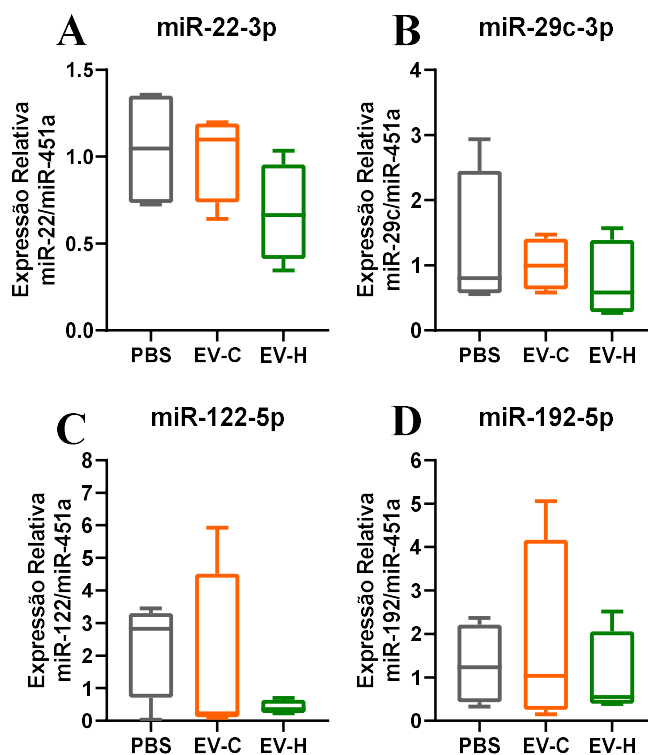 A
miR-22-3p
Expressão Relativa
miR-22/miR-451a
1.5
1.0
0.5
0.0
PBS
EV-C
EV-H
B
miR-29c-3p
Expressão Relativa
miR-29c/miR-451a
4
3
2
1
0
PBS
EV-C
EV-H
C
miR-122-5p
Expressão Relativa
miR-122/miR-451a
8
7
6
5
4
3
2
1
0
PBS
EV-C
EV-H
D
miR-192-5p
Expressão Relativa
miR-192/miR-451a
6
5
4
3
2
1
0
PBS
EV-C
EV-H